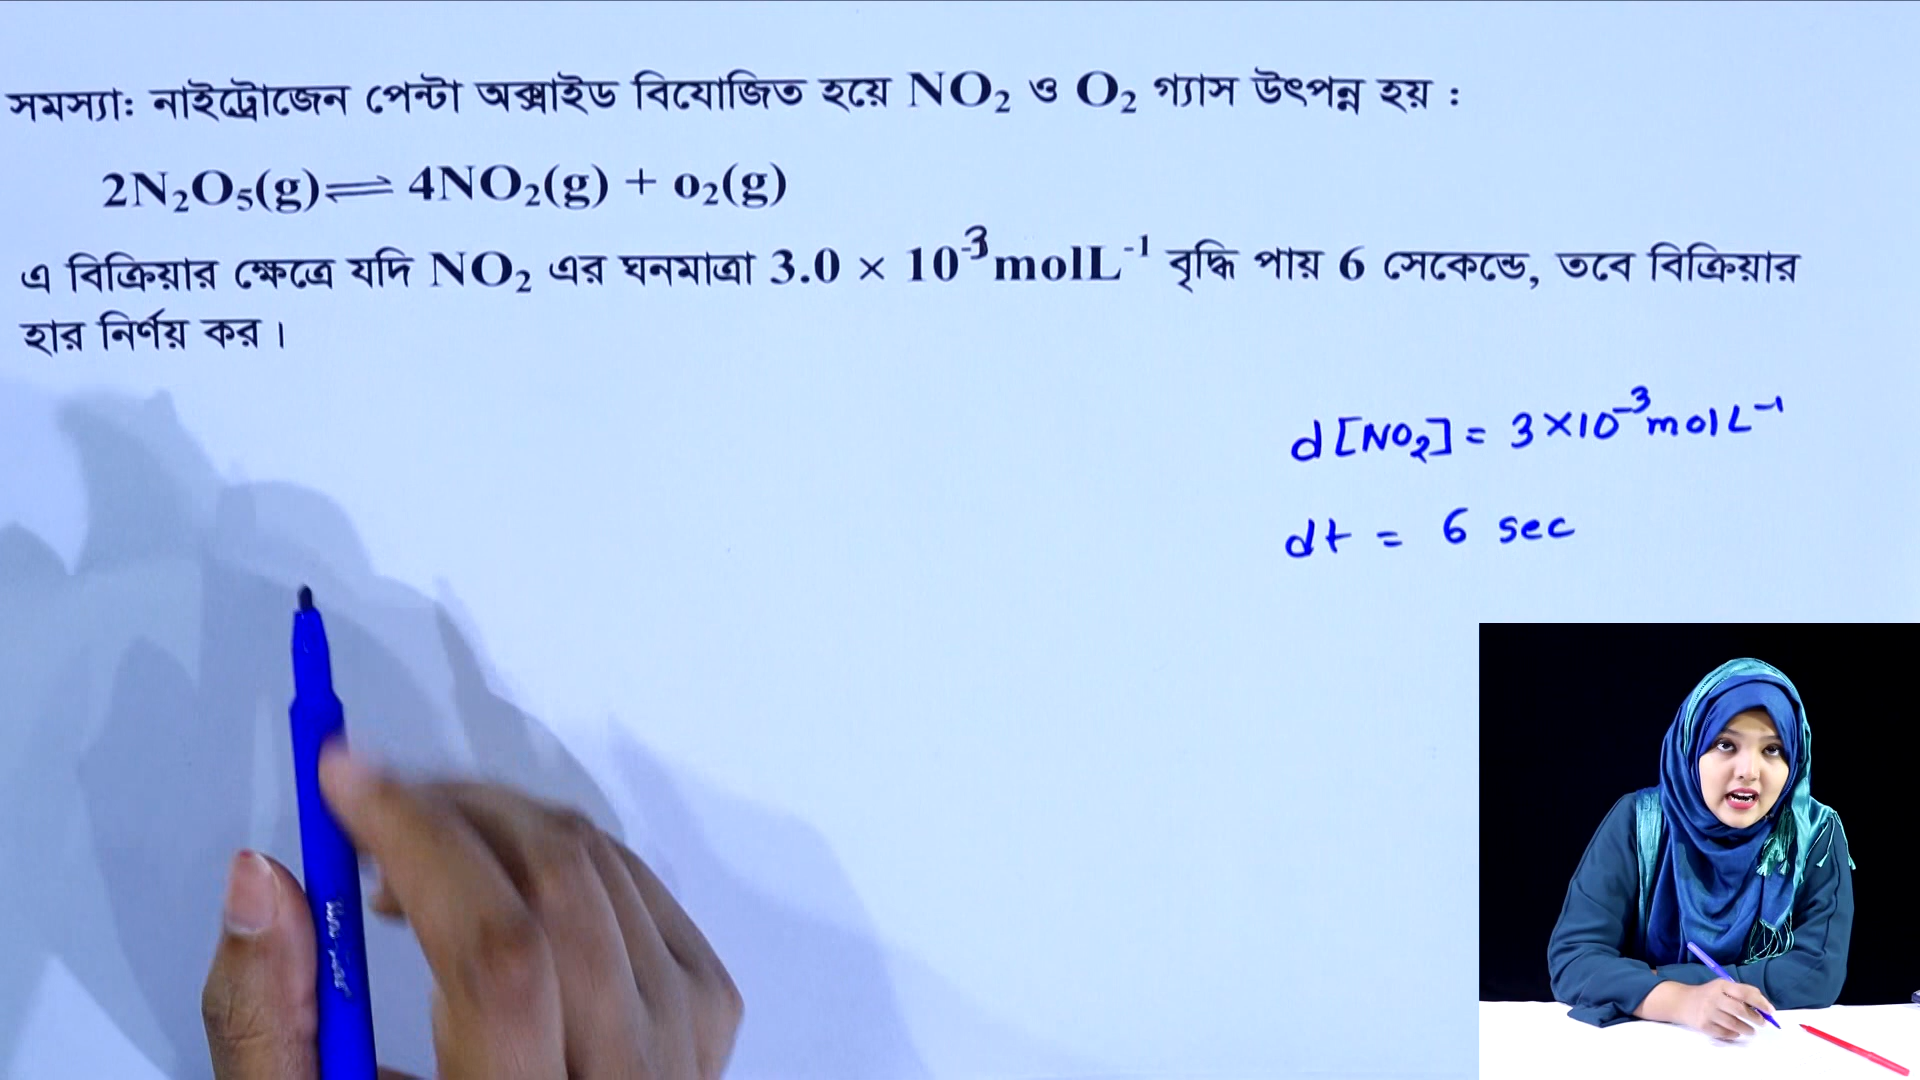 সমস্যা: নাইট্রোজেন পেন্টা অক্সাইড বিযোজিত হয়ে NO₂ ও O₂ গ্যাস উৎপন্ন হয় :
2N₂O₅(g)⇌ 4NO₂(g) + o₂(g)
এ বিক্রিয়ার ক্ষেত্রে যদি NO₂ এর ঘনমাত্রা 3.0 × 10⁻³molL⁻¹ বৃদ্ধি পায় 6 সেকেন্ডে, তবে বিক্রিয়ার
হার নির্ণয় কর।
d[NO₂] = 3×10⁻³molL⁻¹
dt = 6 sec